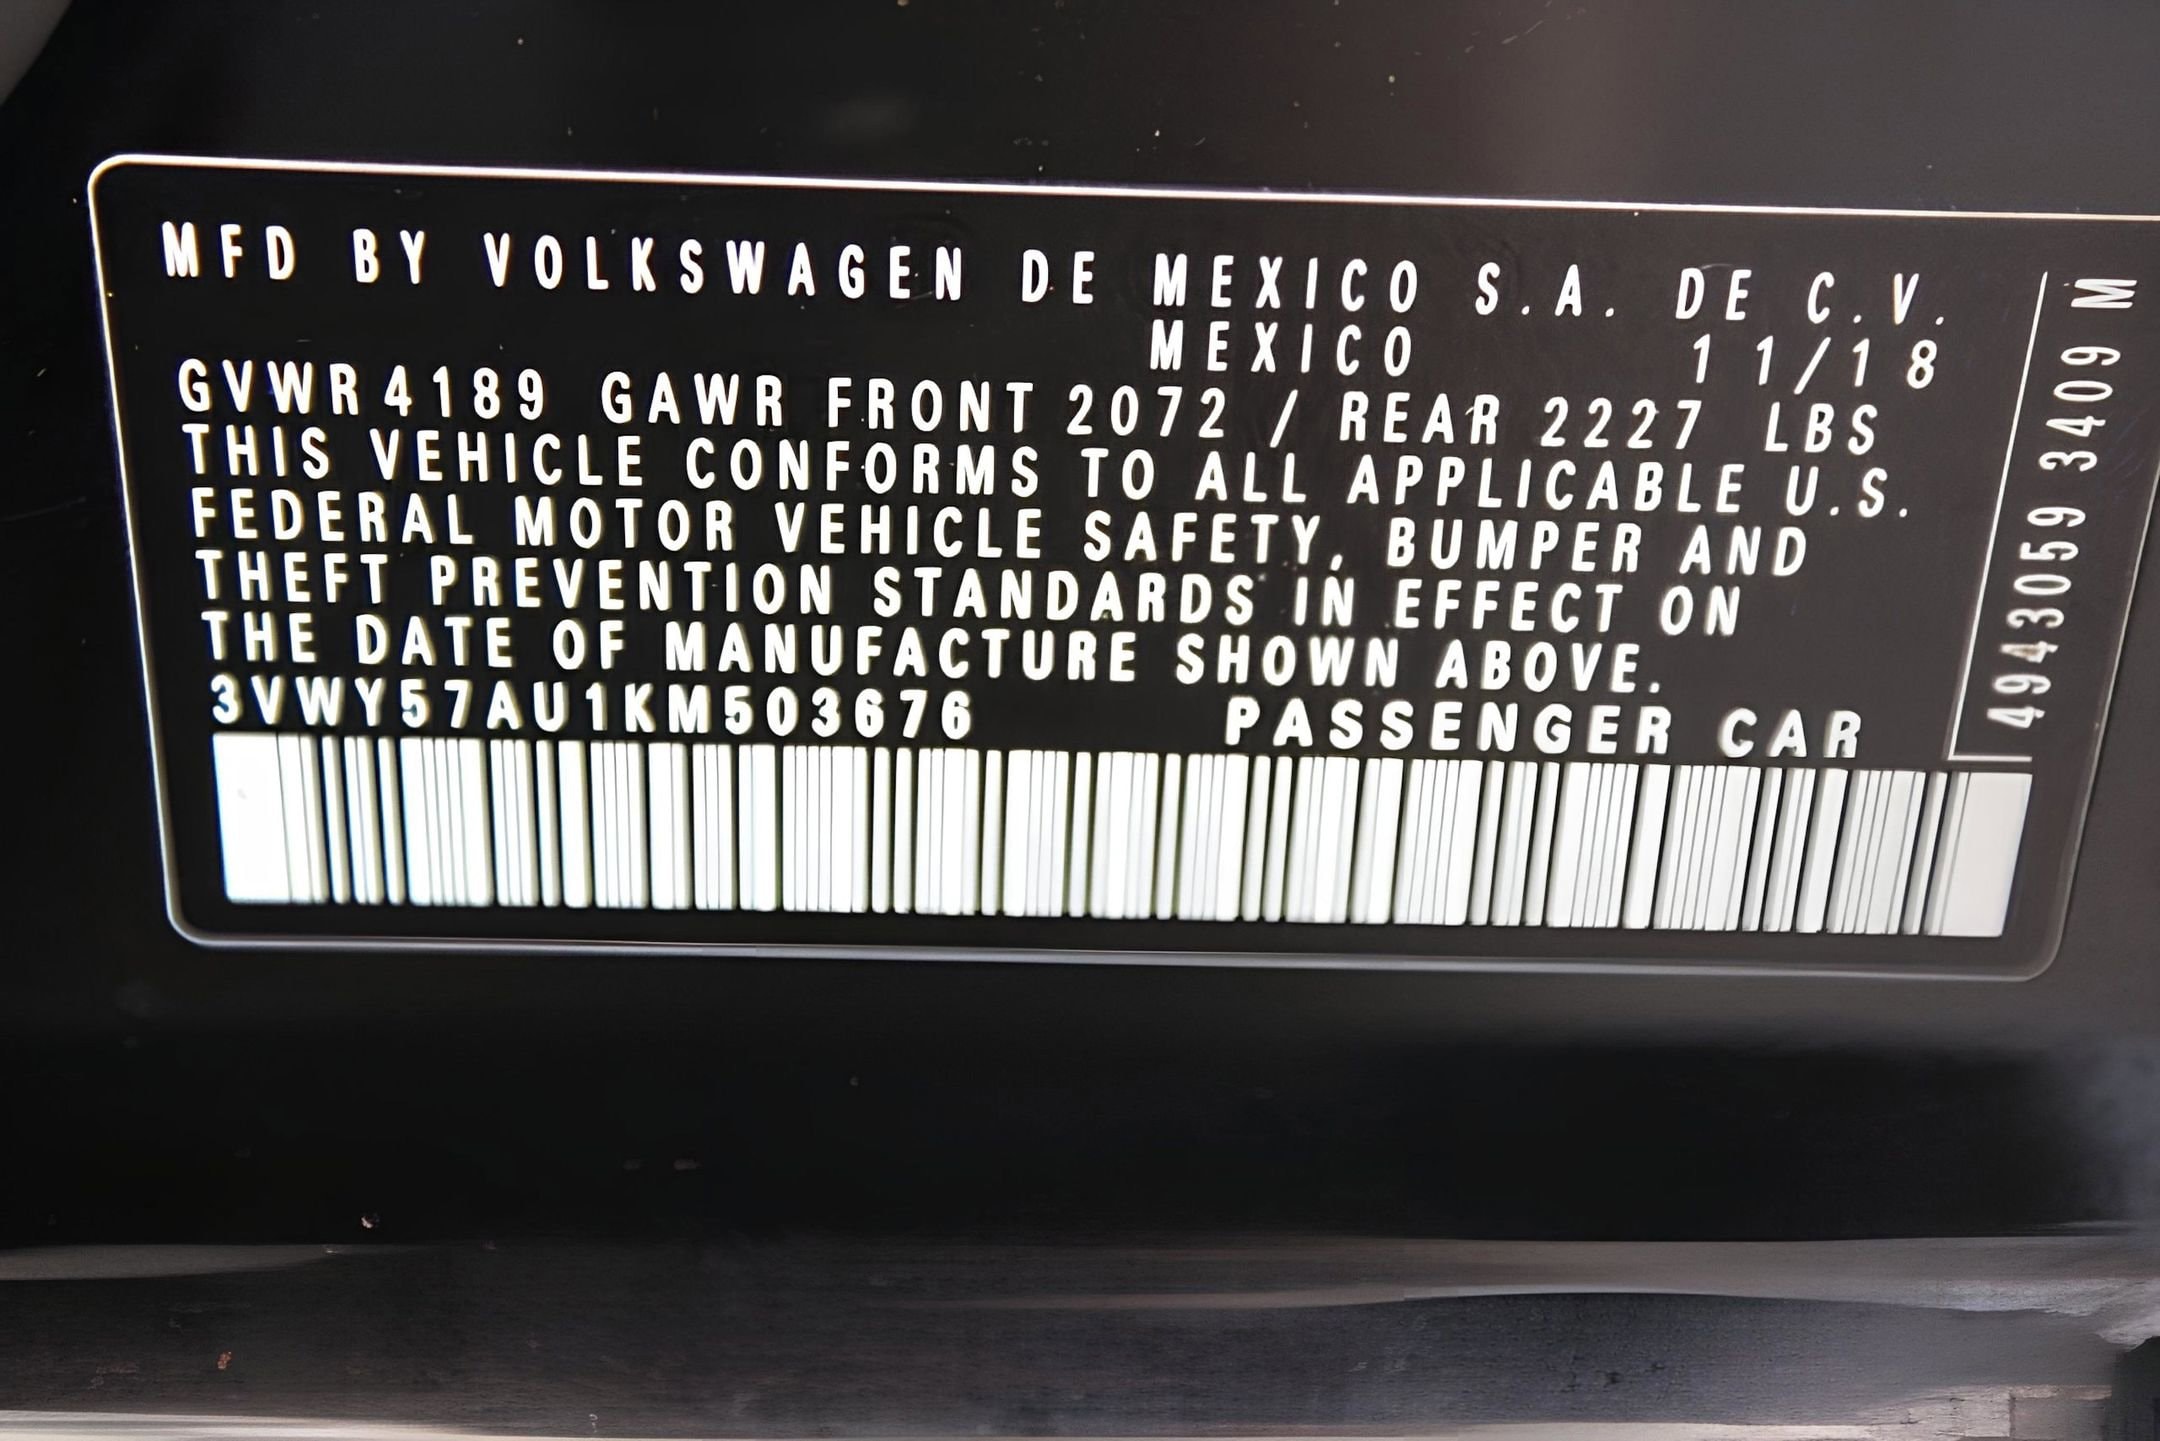 MFD BY VOLKSWAGEN DE MEXICO S.A. DE C.V.
MEXICO 11/18
GVWR4189 GAWR FRONT 2072 / REAR 2227 LBS
THIS VEHICLE CONFORMS TO ALL APPLICABLE U.S.
FEDERAL MOTOR VEHICLE SAFETY, BUMPER AND
THEFT PREVENTION STANDARDS IN EFFECT ON
THE DATE OF MANUFACTURE SHOWN ABOVE.
3VWY57AU1KM503676 PASSENGER CAR
4943059 3409 M